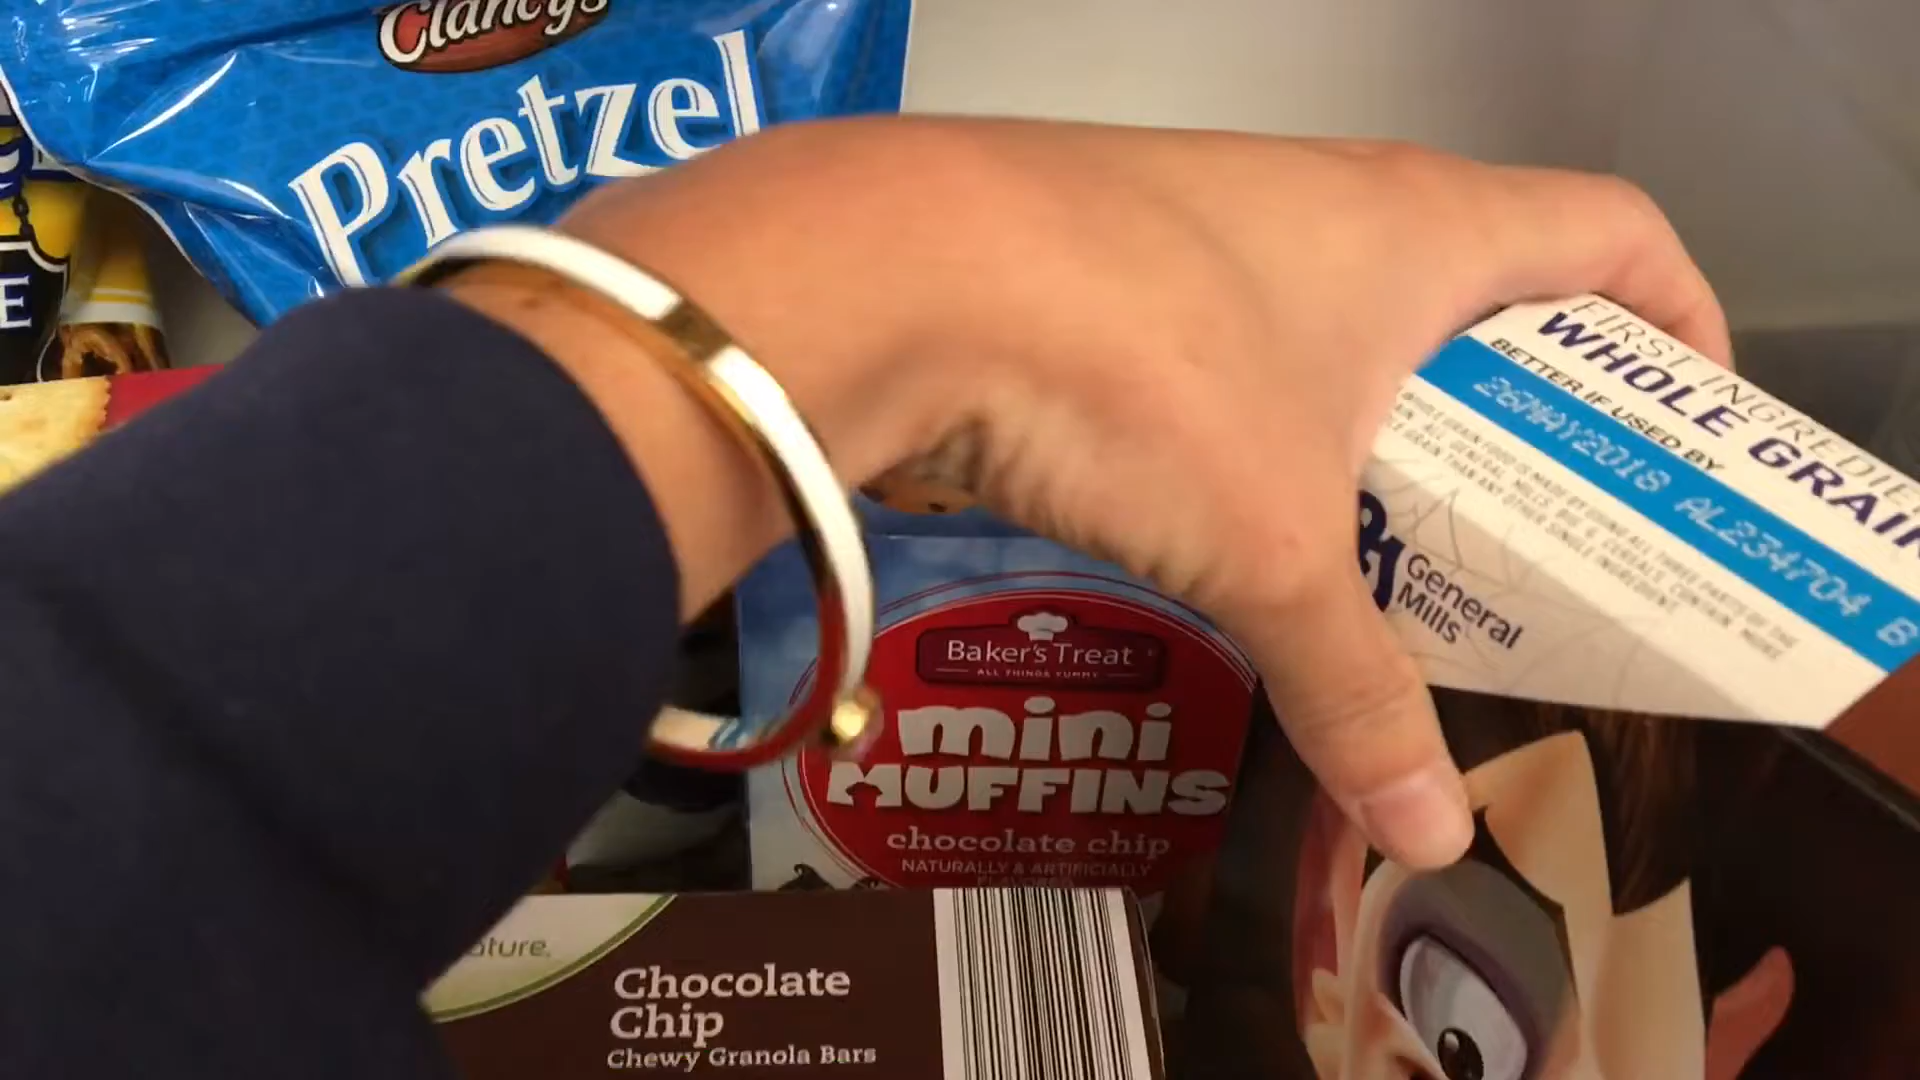 Clancy's
Pretzel
E
FIRST INGREDIE
WHOLE GRAIN
BETTER IF USED BY
26MAY2018 AL234704 B
General
Mills
Baker's Treat
ALL THINGS YUMMY
mini
MUFFINS
chocolate chip
NATURALLY & ARTIFICIALLY
ature.
Chocolate
Chip
Chewy Granola Bars